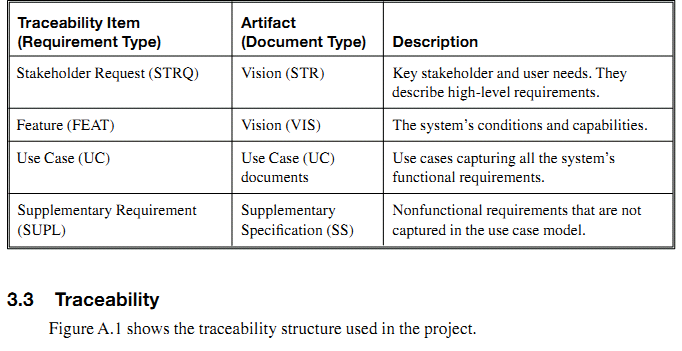 Traceability Item Artifact
(Requirement Type) (Document Type) Description
Stakeholder Request (STRQ) Vision (STR) Key stakeholder and user needs. They
describe high-level requirements.
Feature (FEAT) Vision (VIS) The system’s conditions and capabilities.
Use Case (UC) Use Case (UC) Use cases capturing all the system’s
documents functional requirements.
Supplementary Requirement Supplementary Nonfunctional requirements that are not
(SUPL) Specification (SS) captured in the use case model.
3.3 Traceability
Figure A.1 shows the traceability structure used in the project.